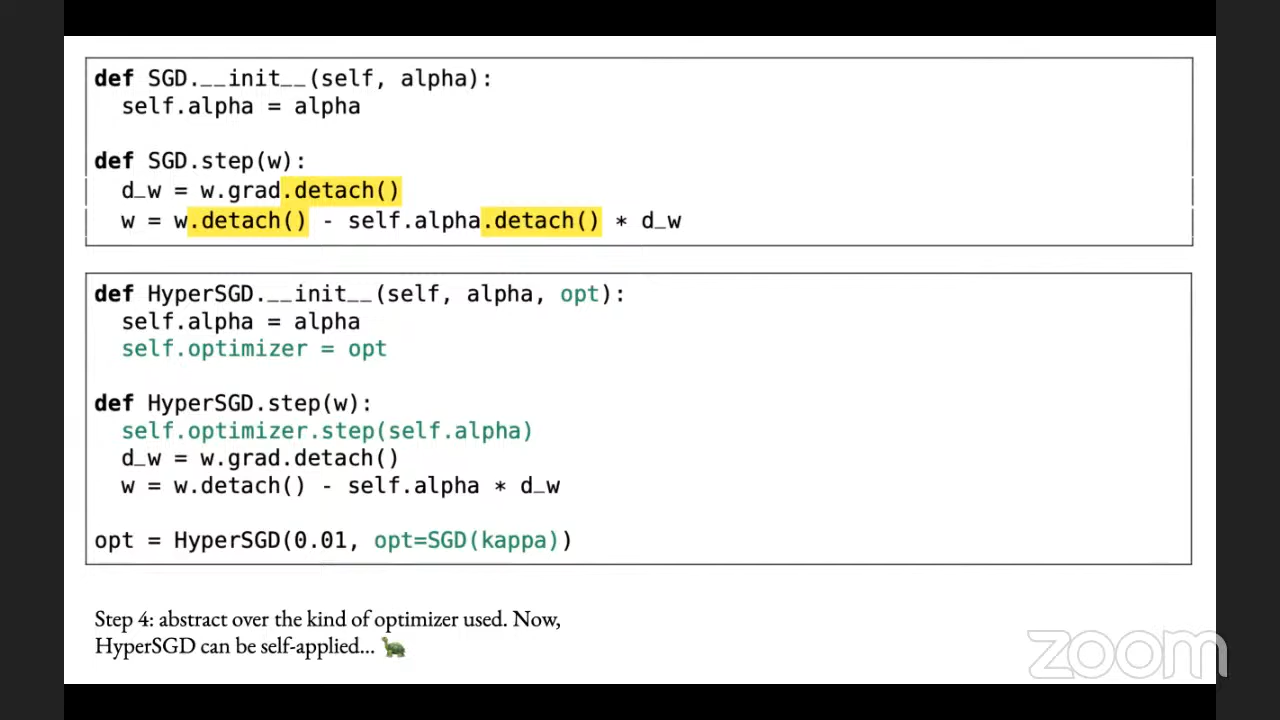 def SGD.__init__(self, alpha):
  self.alpha = alpha
def SGD.step(w):
  d_w = w.grad.detach()
  w = w.detach() - self.alpha.detach() * d_w
def HyperSGD.__init__(self, alpha, opt):
  self.alpha = alpha
  self.optimizer = opt
def HyperSGD.step(w):
  self.optimizer.step(self.alpha)
  d_w = w.grad.detach()
  w = w.detach() - self.alpha * d_w
opt = HyperSGD(0.01, opt=SGD(kappa))
Step 4: abstract over the kind of optimizer used. Now,
HyperSGD can be self-applied... 🐢
zoom